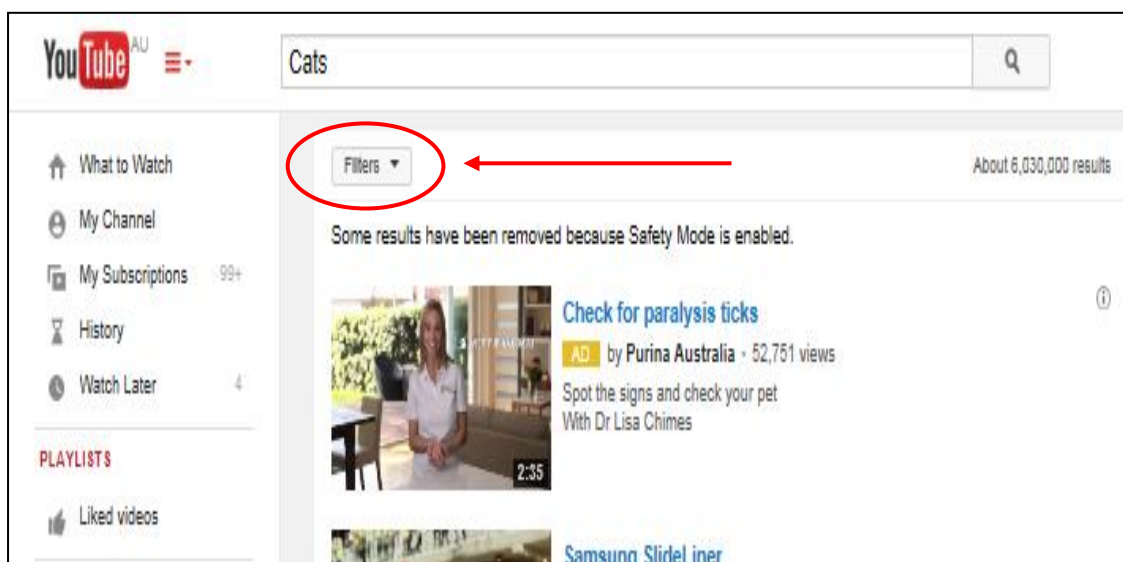 YouTube AU
Cats
What to Watch
My Channel
My Subscriptions 99+
History
Watch Later 4
PLAYLISTS
Liked videos
Filters
About 6,030,000 results
Some results have been removed because Safety Mode is enabled.
2:35
Check for paralysis ticks
AD by Purina Australia · 52,751 views
Spot the signs and check your pet
With Dr Lisa Chimes
Samsung SlideLiner